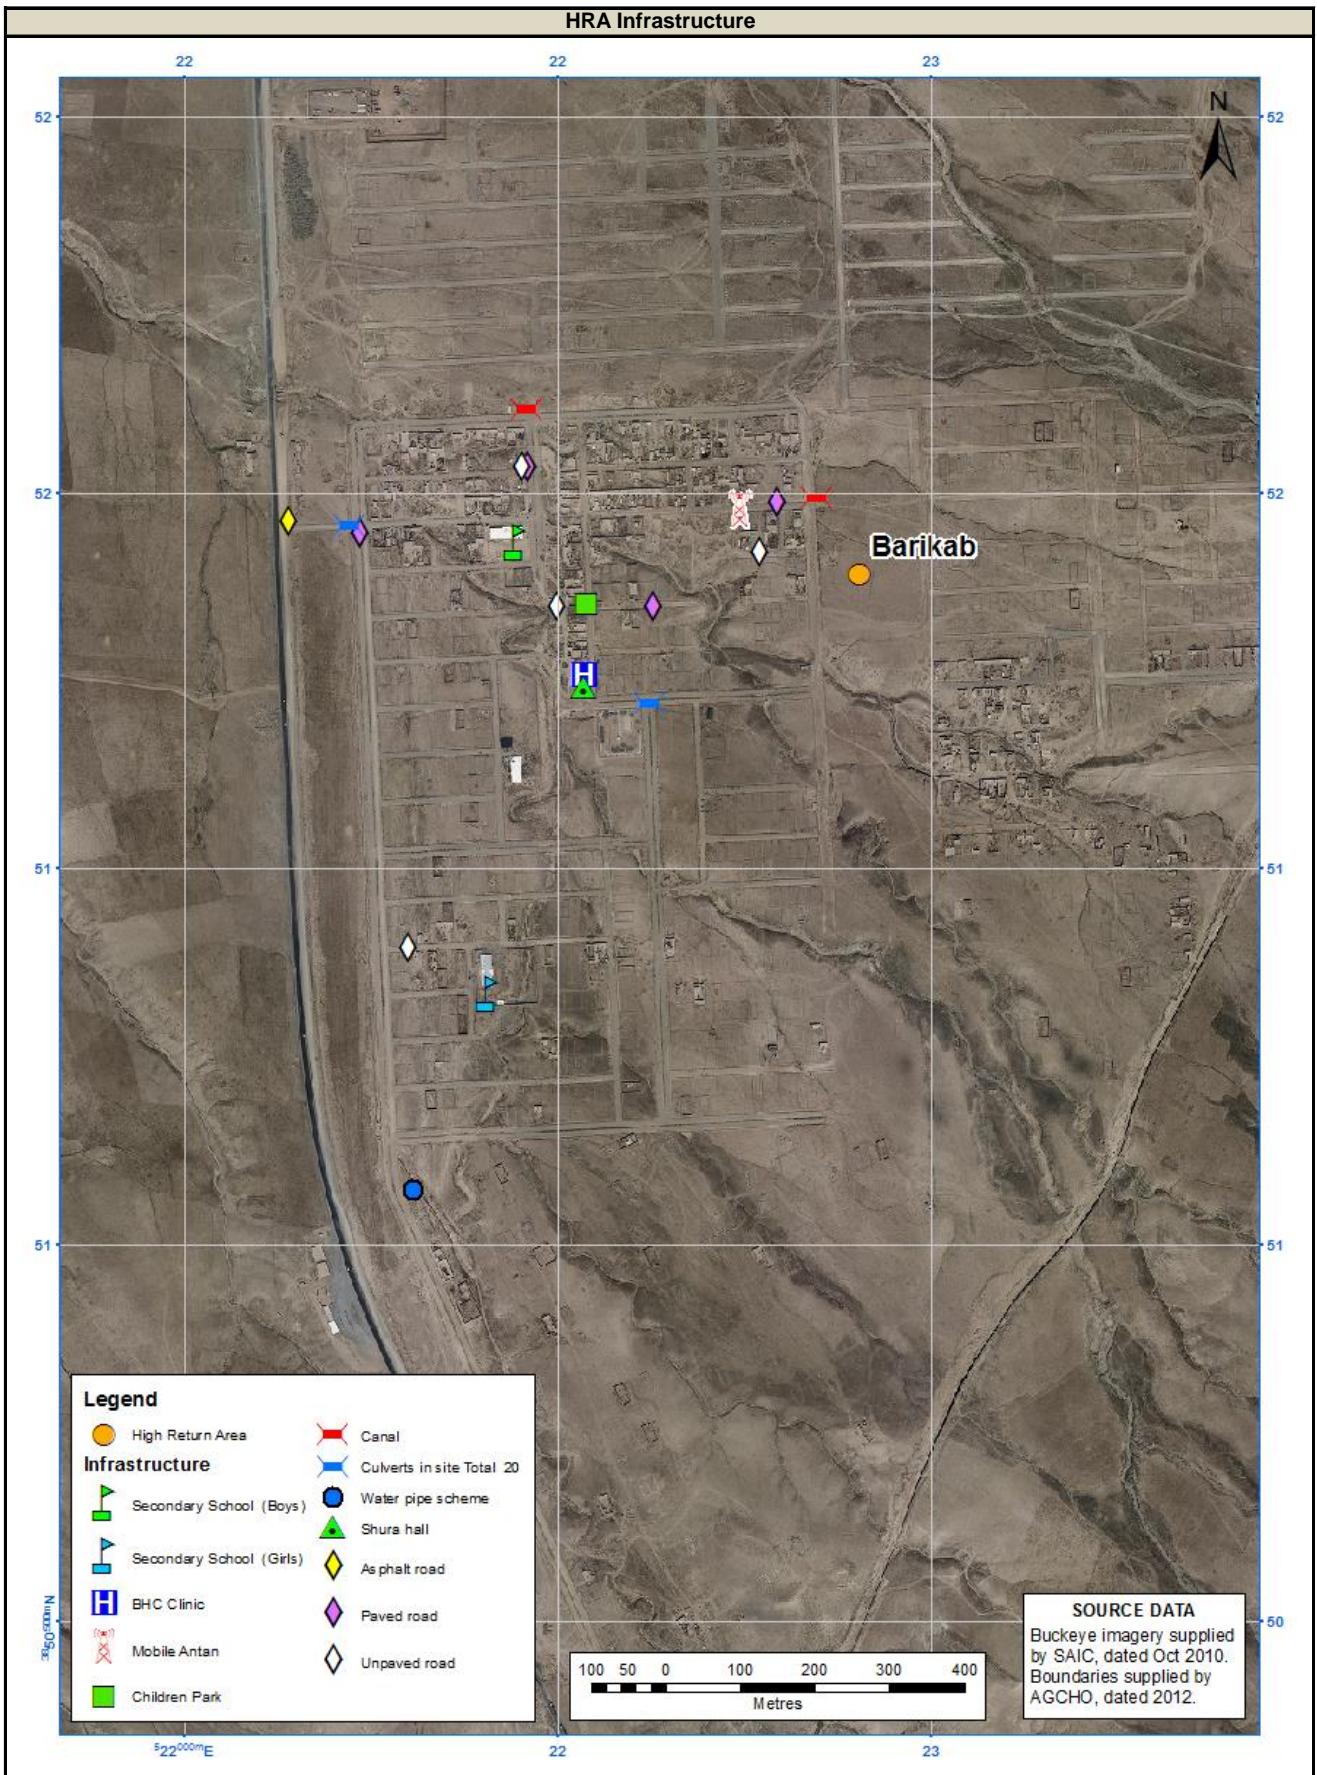 HRA Infrastructure
22 22 23
N
52 52
52 52
Barikab
H
51 51
51 51
Legend
High Return Area
Infrastructure
Secondary School (Boys)
Secondary School (Girls)
H BHC Clinic
Mobile Antan
Children Park
Canal
Culverts in site Total 20
Water pipe scheme
Shura hall
Asphalt road
Paved road
Unpaved road
100 50 0 100 200 300 400
Metres
SOURCE DATA
Buckeye imagery supplied
by SAIC, dated Oct 2010.
Boundaries supplied by
AGCHO, dated 2012.
50
522000mE 22 23